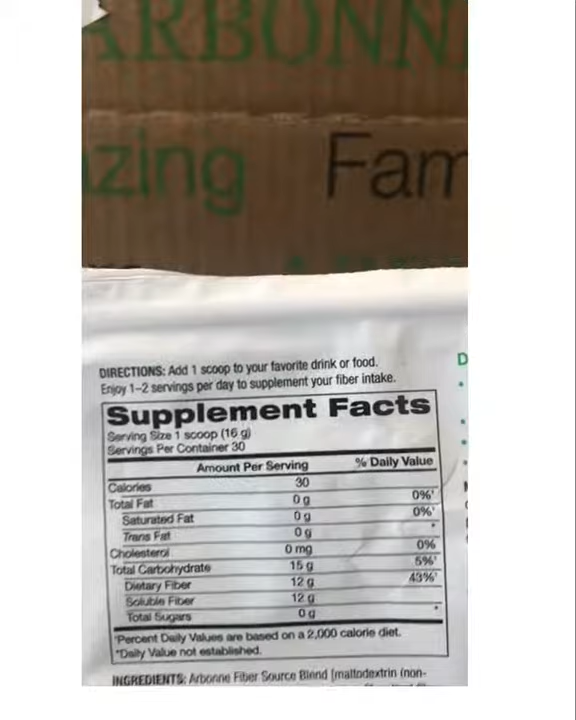 ARBONN
zing Fam
DIRECTIONS: Add 1 scoop to your favorite drink or food.
Enjoy 1–2 servings per day to supplement your fiber intake.
Supplement Facts
Serving Size 1 scoop (16 g)
Servings Per Container 30
Amount Per Serving % Daily Value
Calories 30
Total Fat 0 g 0%†
Saturated Fat 0 g 0%†
Trans Fat 0 g *
Cholesterol 0 mg 0%
Total Carbohydrate 15 g 5%†
Dietary Fiber 12 g 43%†
Soluble Fiber 12 g
Total Sugars 0 g *
†Percent Daily Values are based on a 2,000 calorie diet.
*Daily Value not established.
INGREDIENTS: Arbonne Fiber Source Blend [maltodextrin (non-
D